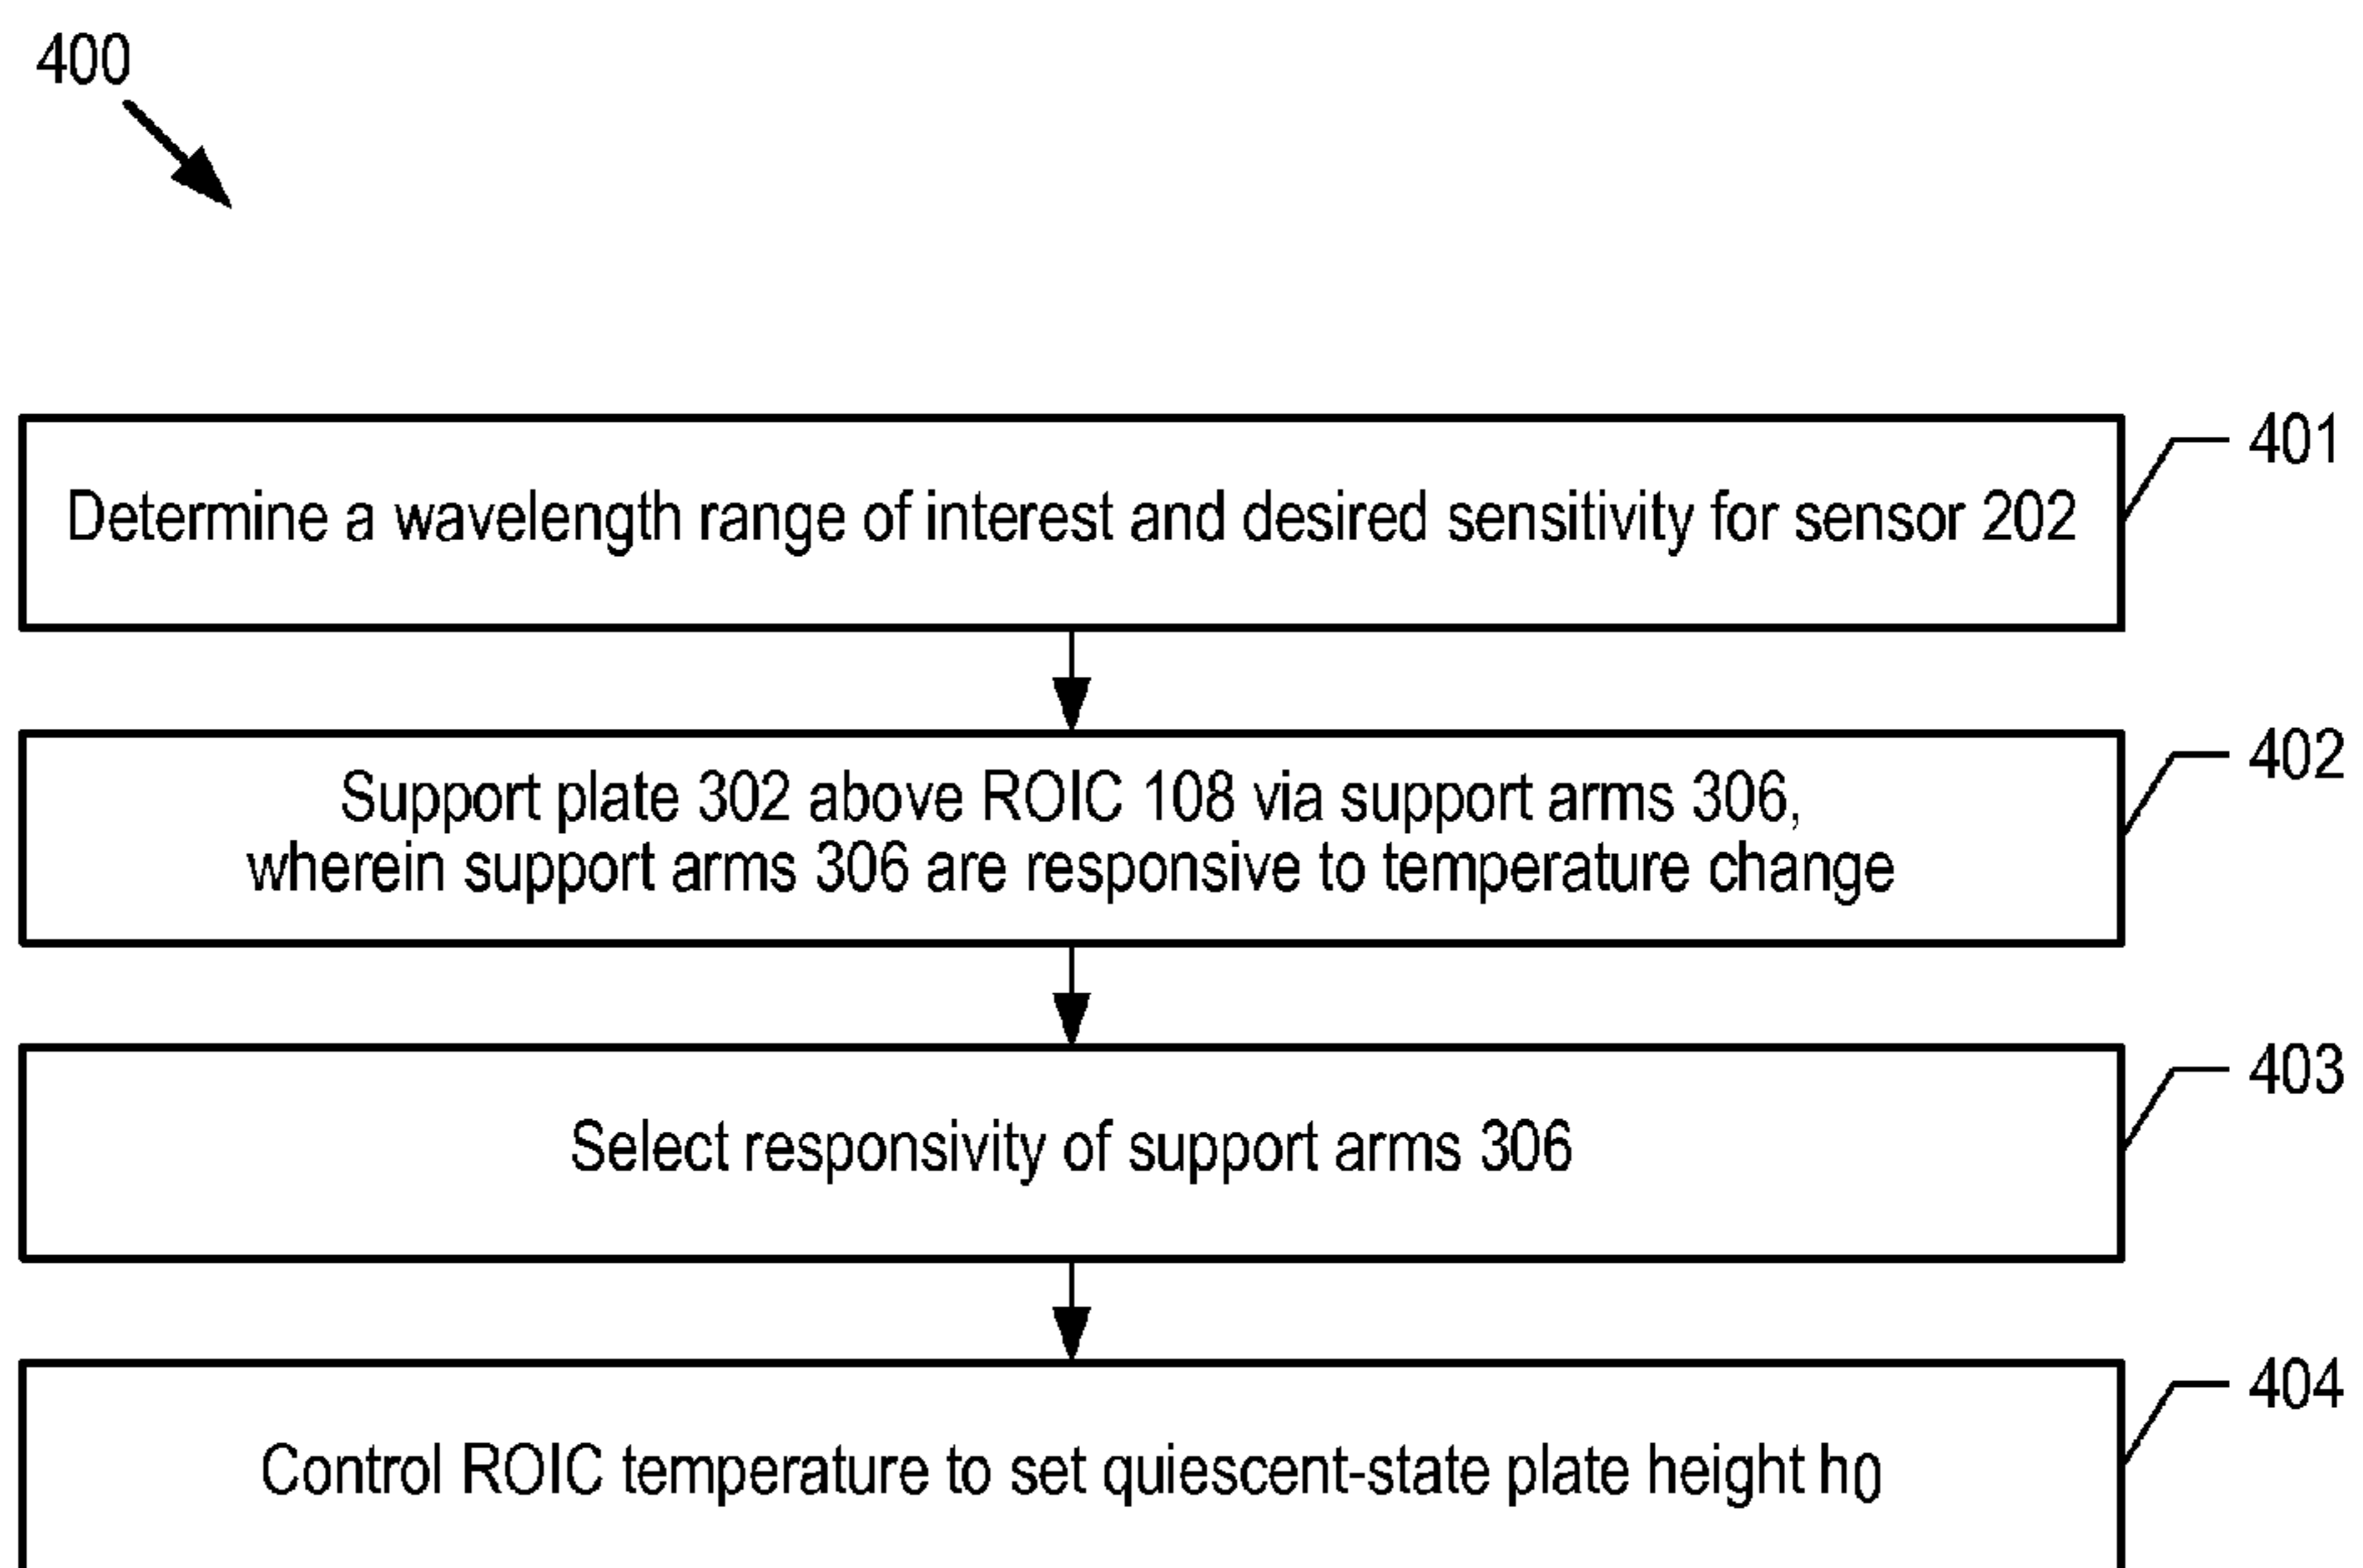 400
Determine a wavelength range of interest and desired sensitivity for sensor 202
401
Support plate 302 above ROIC 108 via support arms 306,
wherein support arms 306 are responsive to temperature change
402
Select responsivity of support arms 306
403
Control ROIC temperature to set quiescent-state plate height h0
404